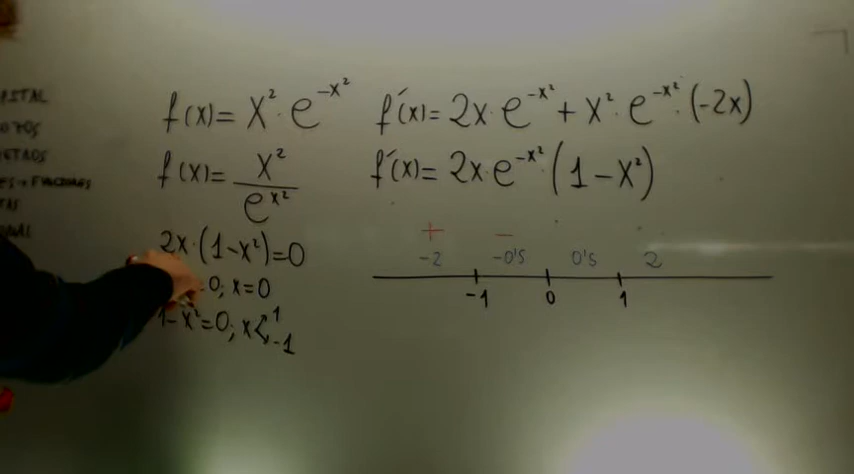 f(x)= x²·e^-x² f´(x)= 2x·e^-x² + x²·e^-x²·(-2x)
f(x)= x²/e^x² f´(x)= 2x·e^-x²(1-x²)
2x·(1-x²)=0
=0; x=0
1-x²=0; x< 1 -1
+ −
-2 -0'5 0'5 2
-1 0 1